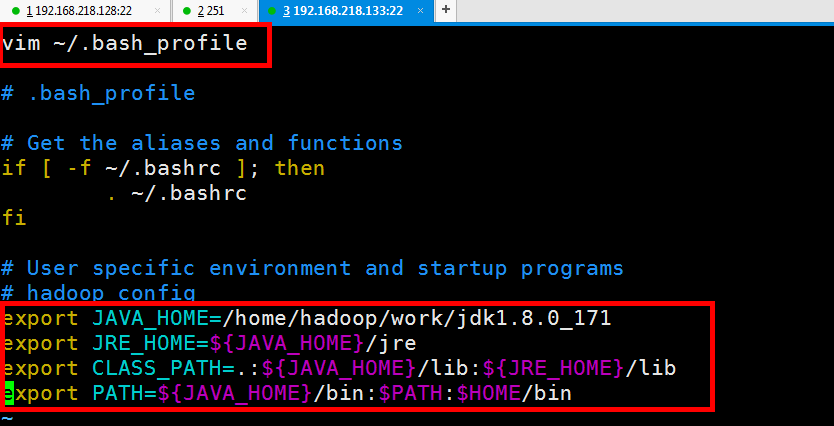 1 192.168.218.128:22 × 2 251 × 3 192.168.218.133:22 × +
vim ~/.bash_profile
# .bash_profile
# Get the aliases and functions
if [ -f ~/.bashrc ]; then
. ~/.bashrc
fi
# User specific environment and startup programs
# hadoop config
export JAVA_HOME=/home/hadoop/work/jdk1.8.0_171
export JRE_HOME=${JAVA_HOME}/jre
export CLASS_PATH=.:${JAVA_HOME}/lib:${JRE_HOME}/lib
export PATH=${JAVA_HOME}/bin:$PATH:$HOME/bin
~